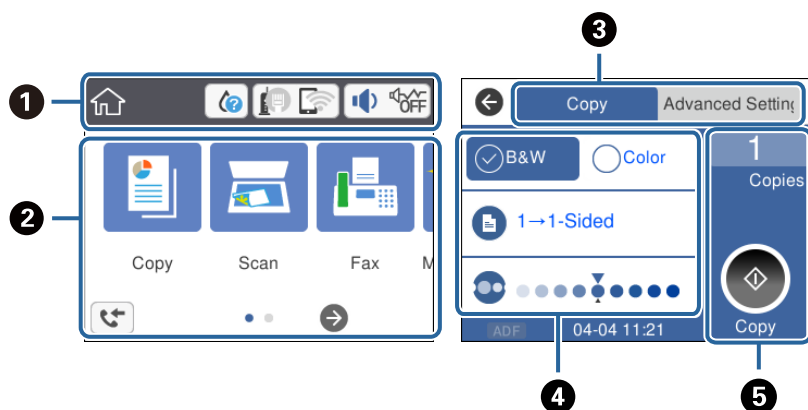 3
1
OFF
2
Copy Scan Fax M
Copy Advanced Setting
B&W Color
1→1-Sided
1
Copies
Copy
ADF 04-04 11:21
4
5